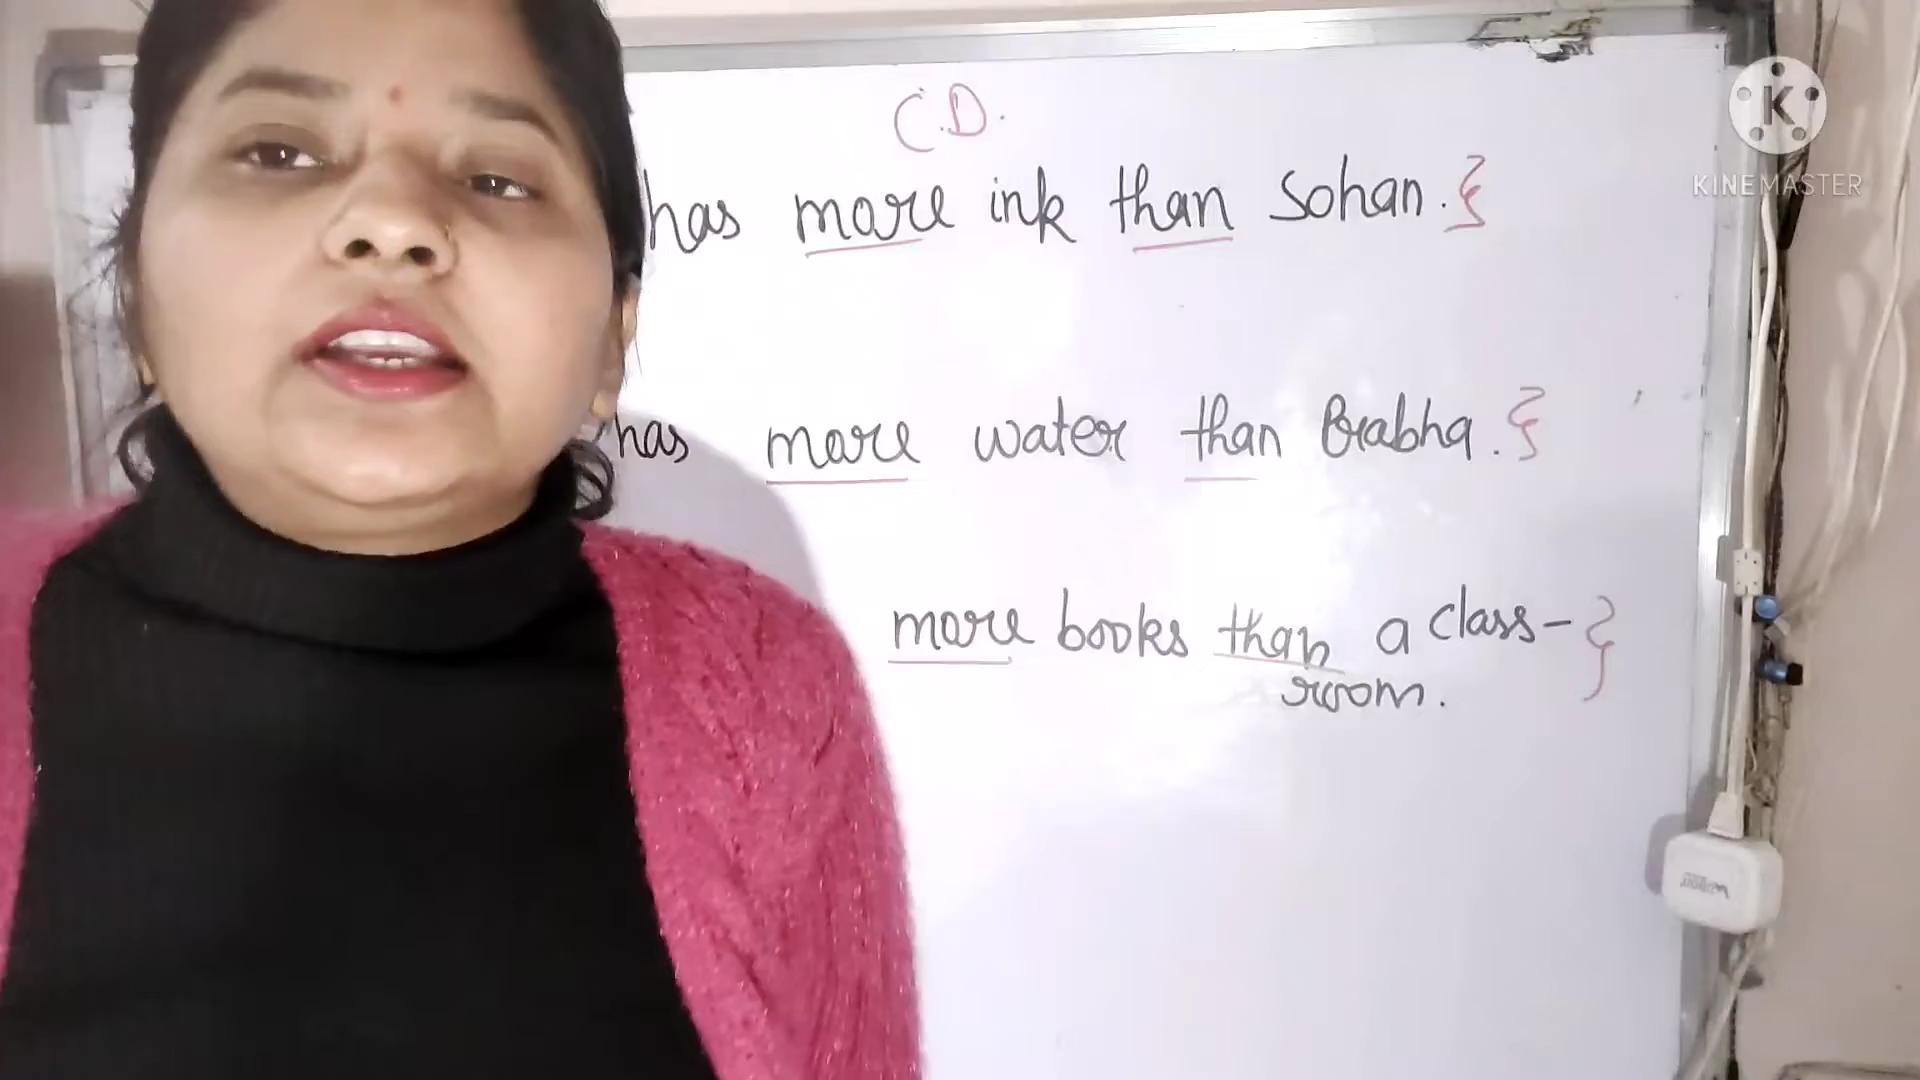 C.D.
has more ink than Sohan.
has more water than Prabha.
more books than a class-
room.
K
KINEMASTER